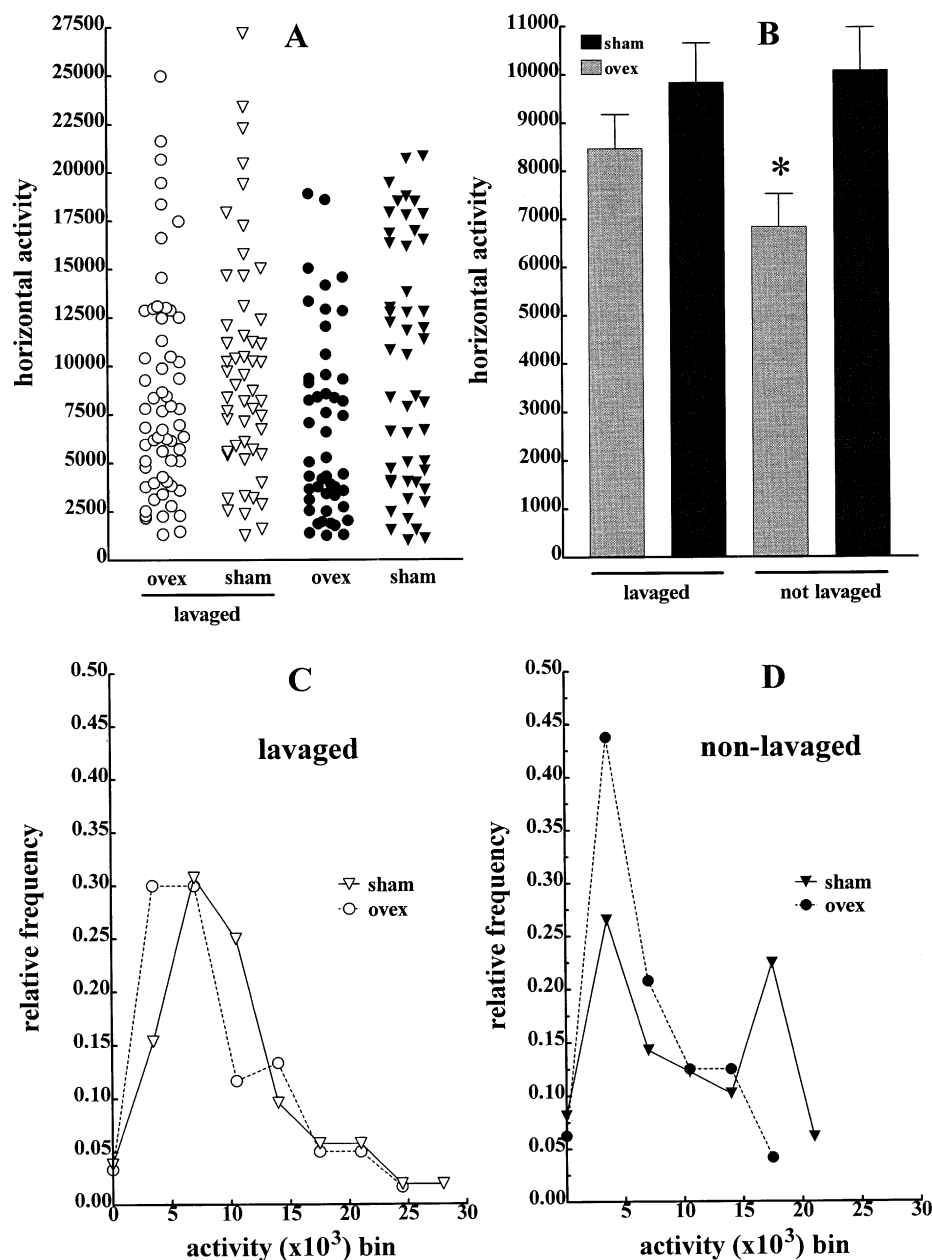 A
27500
25000
22500
20000
17500
15000
12500
10000
7500
5000
2500
0
horizontal activity
ovex sham ovex sham
lavaged
B
sham
ovex
11000
10000
9000
8000
7000
6000
5000
4000
3000
2000
1000
0
horizontal activity
*
lavaged not lavaged
C
lavaged
0.50
0.45
0.40
0.35
0.30
0.25
0.20
0.15
0.10
0.05
0.00
relative frequency
sham
ovex
0 5 10 15 20 25 30
activity (x10³) bin
D
non-lavaged
0.50
0.45
0.40
0.35
0.30
0.25
0.20
0.15
0.10
0.05
0.00
relative frequency
sham
ovex
5 10 15 20 25 30
activity (x10³) bin